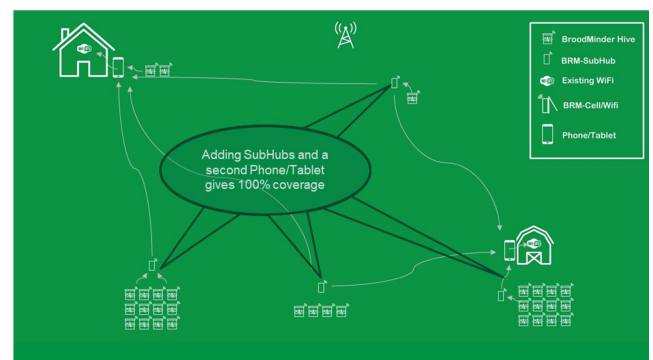 BroodMinder Hive
BRM-SubHub
Existing WiFi
BRM-Cell/Wifi
Phone/Tablet
Adding SubHubs and a
second Phone/Tablet
gives 100% coverage